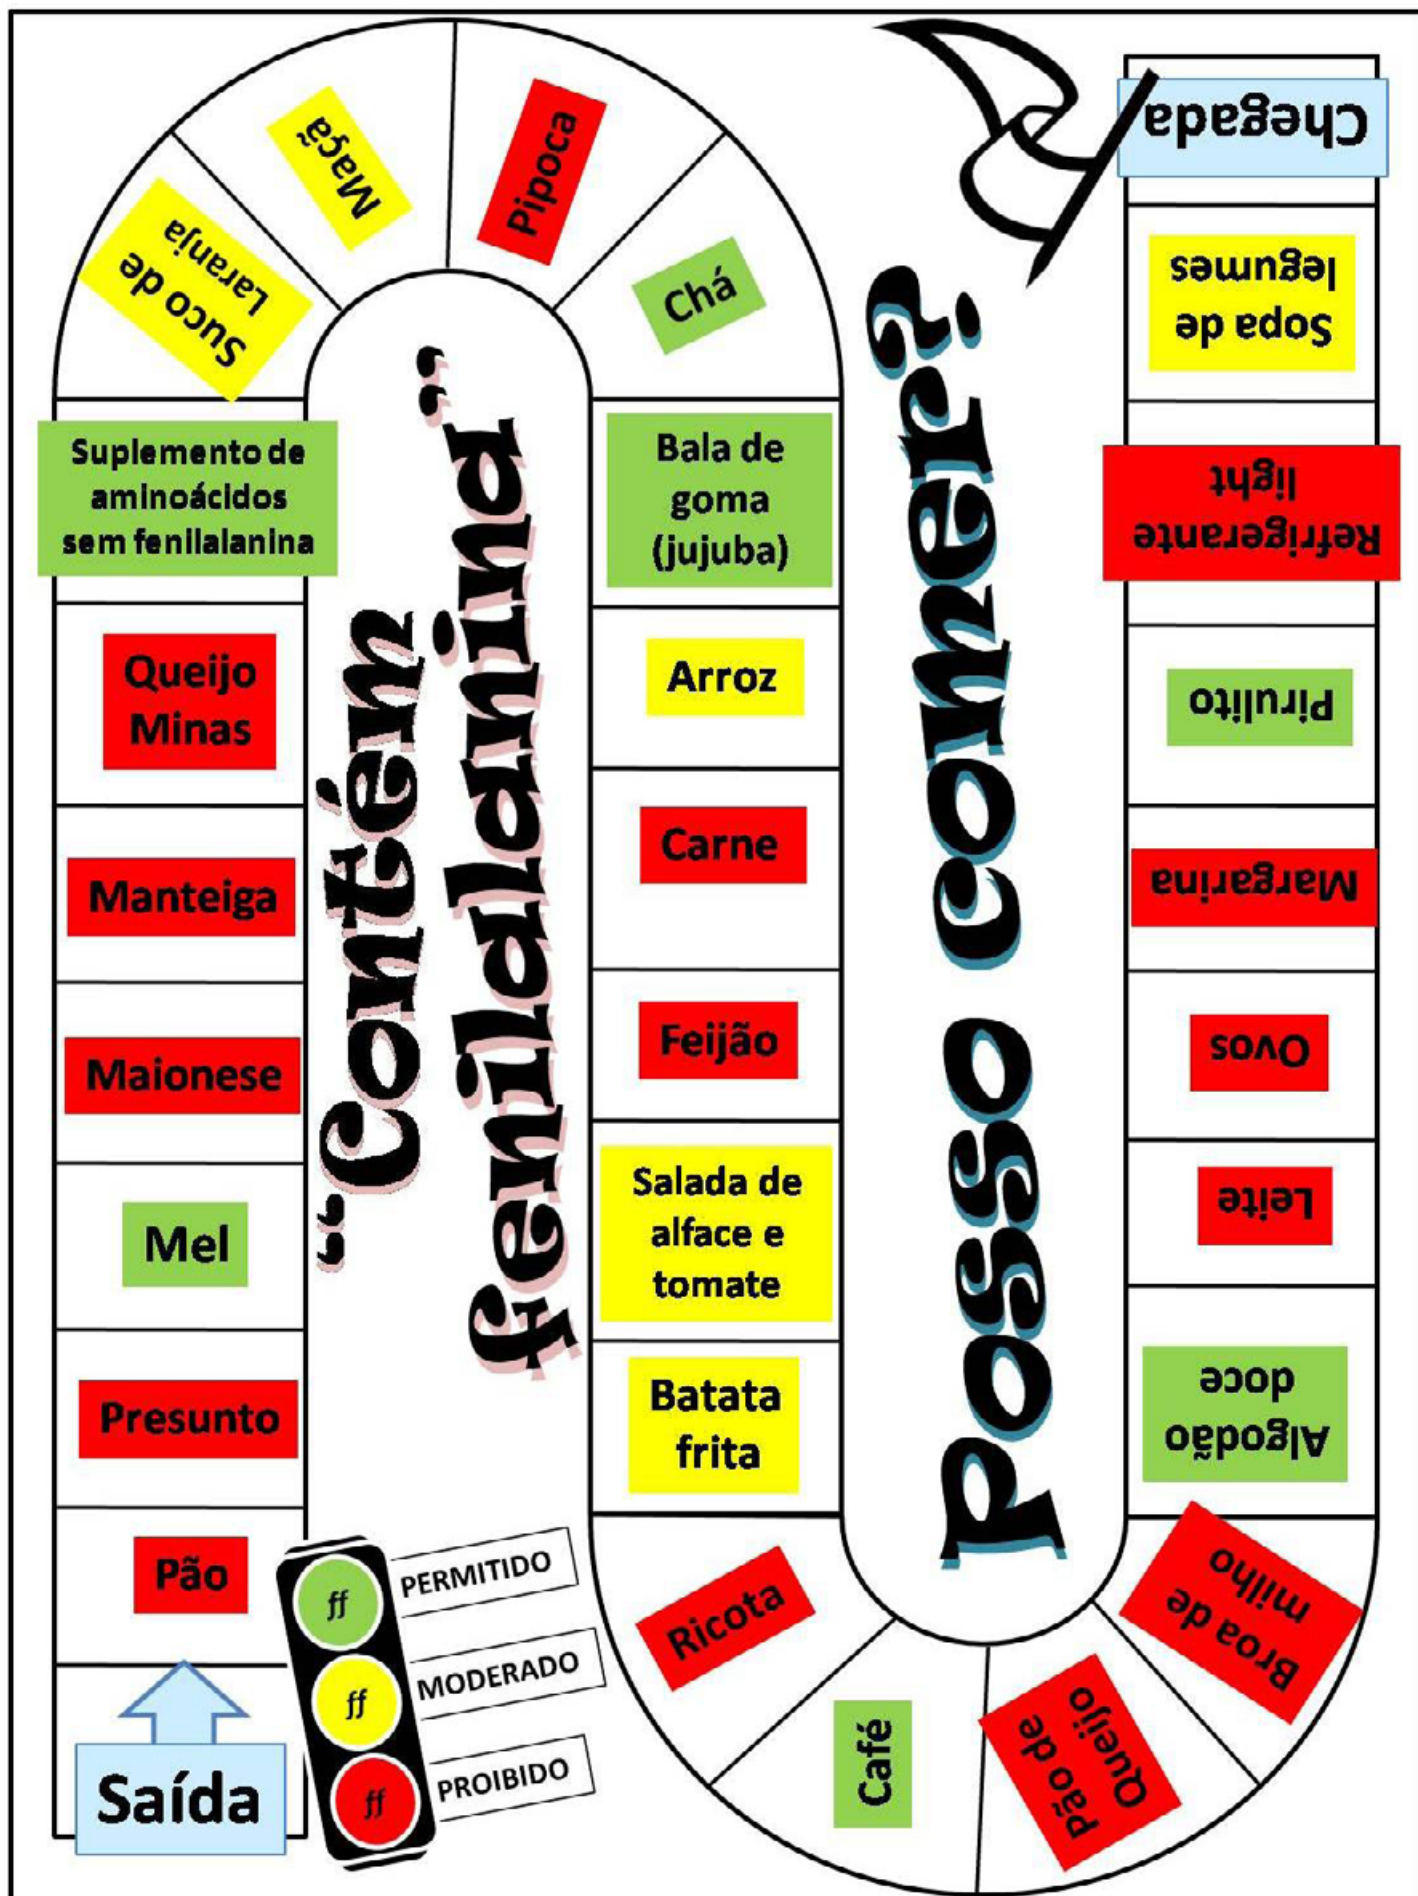 Saída
Pão
Presunto
Mel
Maionese
Manteiga
Queijo
Minas
Suplemento de
aminoácidos
sem fenilalanina
Suco de
Laranja
Maçã
Pipoca
Chá
Bala de
goma
(jujuba)
Arroz
Carne
Feijão
Salada de
alface e
tomate
Batata
frita
Ricota
Café
Pão de
Queijo
Broa de
milho
Algodão
doce
Leite
Ovos
Margarina
Pirulito
Refrigerante
light
Sopa de
legumes
Chegada
“Contém
fenilalanina”
Posso comer?
ff PERMITIDO
ff MODERADO
ff PROIBIDO